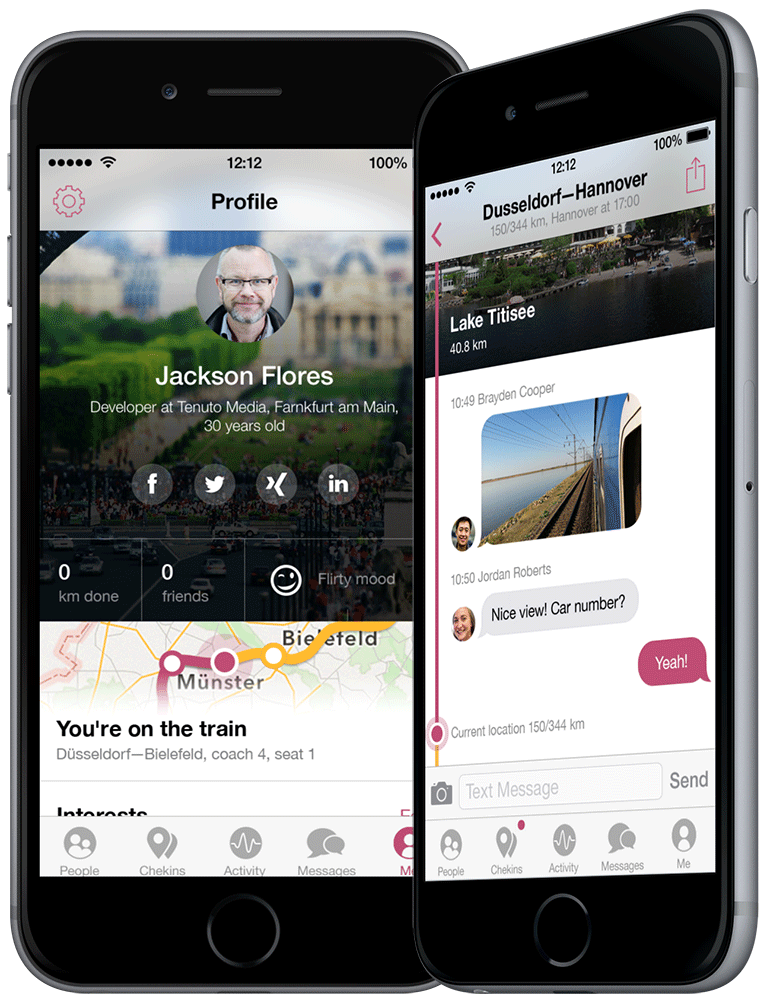 12:12
100%
Profile
Jackson Flores
Developer at Tenuto Media, Farnkfurt am Main,
30 years old
f
in
0
km done
0
friends
Flirty mood
Bielefeld
Münster
You're on the train
Düsseldorf—Bielefeld, coach 4, seat 1
Interests
People
Chekins
Activity
Messages
100%
12:12
Dusseldorf—Hannover
150/344 km, Hannover at 17:00
Lake Titisee
40.8 km
10:49 Brayden Cooper
10:50 Jordan Roberts
Nice view! Car number?
Yeah!
Current location 150/344 km
Text Message
Send
People
Chekins
Activity
Messages
Me